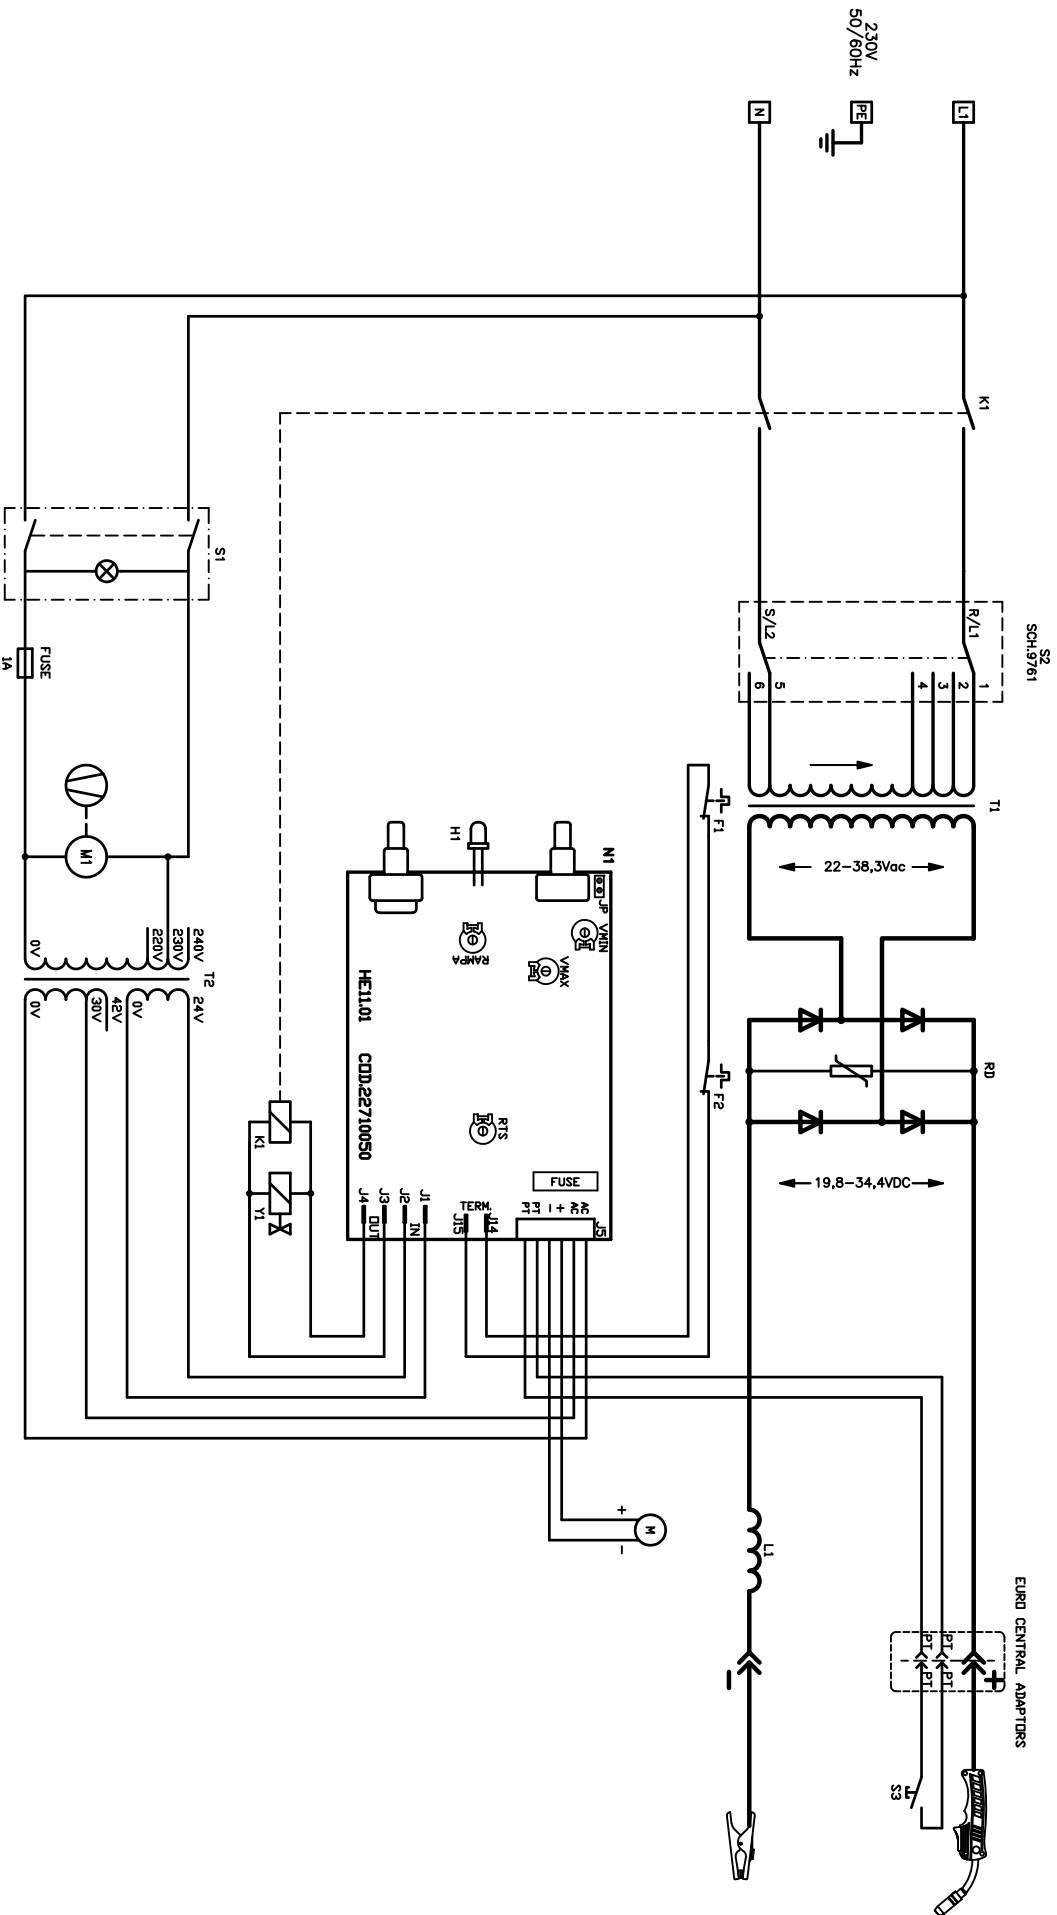 230V
50/60Hz
L1
PE
N
K1
S1
FUSE
1A
S2
SCH.9761
R/L1
S/L2
1
2
3
4
5
6
T1
22-38,3Vac
F1
F2
RD
19,8-34,4VDC
M1
240V
230V
220V
0V
T2
24V
0V
42V
30V
0V
N1
H1
JP
VMIN
VMAX
RAMPA
RTS
HE11.01 COD.22710050
FUSE
J5
AC
AC
+
-
PT
PT
TERM.
J14
J15
J1
IN
J2
J3
OUT
J4
K1
Y1
+
M
-
L1
EURO CENTRAL ADAPTORS
+
PT
PT
PT
PT
-
S3